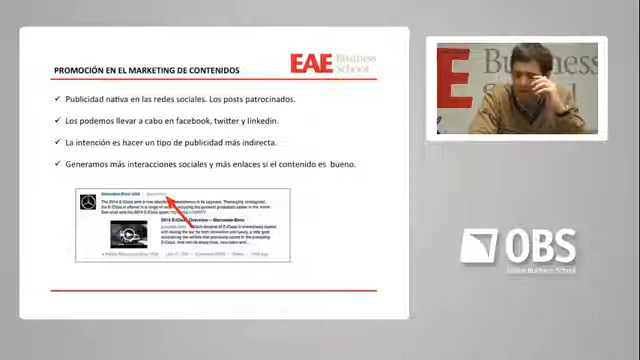 EAE Business School
PROMOCIÓN EN EL MARKETING DE CONTENIDOS
✓ Publicidad nativa en las redes sociales. Los posts patrocinados.
✓ Los podemos llevar a cabo en facebook, twitter y linkedin.
✓ La intención es hacer un tipo de publicidad más indirecta.
✓ Generamos más interacciones sociales y más enlaces si el contenido es bueno.
Mercedes-Benz USA
2014 E-Class Overview – Mercedes-Benz
E Business
School
OBS
Online Business School